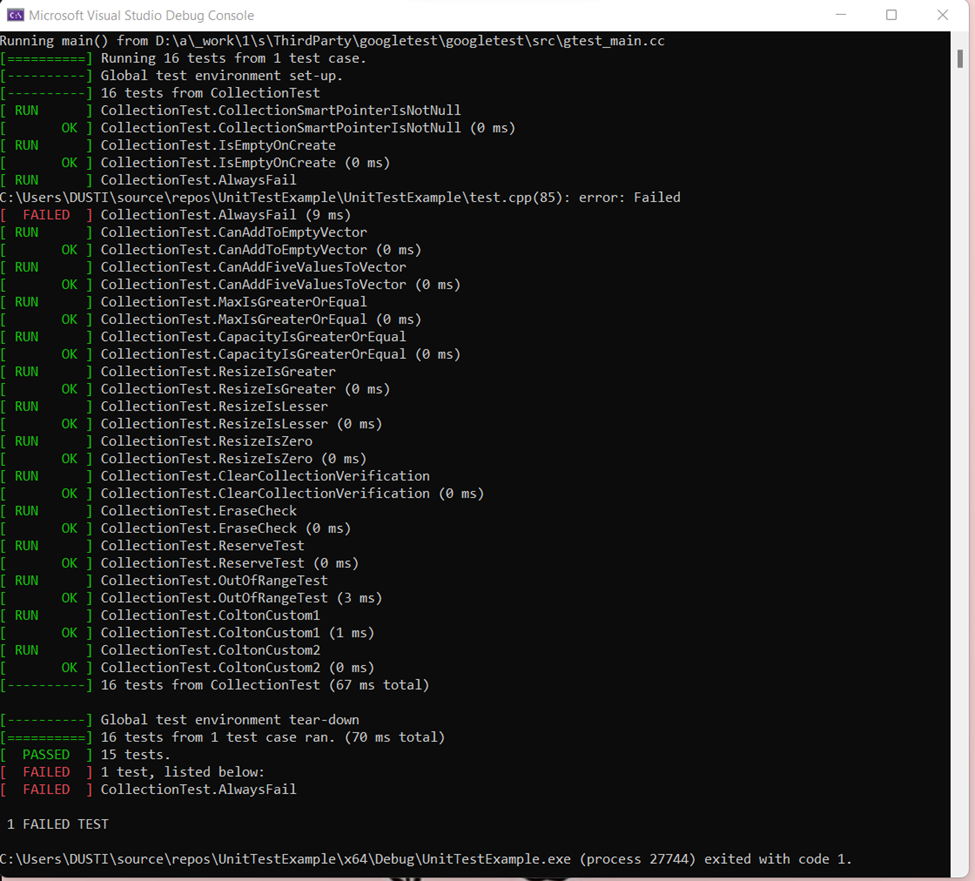 Microsoft Visual Studio Debug Console
Running main() from D:\a\_work\1\s\ThirdParty\googletest\googletest\src\gtest_main.cc
[==========] Running 16 tests from 1 test case.
[----------] Global test environment set-up.
[----------] 16 tests from CollectionTest
[ RUN      ] CollectionTest.CollectionSmartPointerIsNotNull
[       OK ] CollectionTest.CollectionSmartPointerIsNotNull (0 ms)
[ RUN      ] CollectionTest.IsEmptyOnCreate
[       OK ] CollectionTest.IsEmptyOnCreate (0 ms)
[ RUN      ] CollectionTest.AlwaysFail
C:\Users\DUSTI\source\repos\UnitTestExample\UnitTestExample\test.cpp(85): error: Failed
[  FAILED  ] CollectionTest.AlwaysFail (9 ms)
[ RUN      ] CollectionTest.CanAddToEmptyVector
[       OK ] CollectionTest.CanAddToEmptyVector (0 ms)
[ RUN      ] CollectionTest.CanAddFiveValuesToVector
[       OK ] CollectionTest.CanAddFiveValuesToVector (0 ms)
[ RUN      ] CollectionTest.MaxIsGreaterOrEqual
[       OK ] CollectionTest.MaxIsGreaterOrEqual (0 ms)
[ RUN      ] CollectionTest.CapacityIsGreaterOrEqual
[       OK ] CollectionTest.CapacityIsGreaterOrEqual (0 ms)
[ RUN      ] CollectionTest.ResizeIsGreater
[       OK ] CollectionTest.ResizeIsGreater (0 ms)
[ RUN      ] CollectionTest.ResizeIsLesser
[       OK ] CollectionTest.ResizeIsLesser (0 ms)
[ RUN      ] CollectionTest.ResizeIsZero
[       OK ] CollectionTest.ResizeIsZero (0 ms)
[ RUN      ] CollectionTest.ClearCollectionVerification
[       OK ] CollectionTest.ClearCollectionVerification (0 ms)
[ RUN      ] CollectionTest.EraseCheck
[       OK ] CollectionTest.EraseCheck (0 ms)
[ RUN      ] CollectionTest.ReserveTest
[       OK ] CollectionTest.ReserveTest (0 ms)
[ RUN      ] CollectionTest.OutOfRangeTest
[       OK ] CollectionTest.OutOfRangeTest (3 ms)
[ RUN      ] CollectionTest.ColtonCustom1
[       OK ] CollectionTest.ColtonCustom1 (1 ms)
[ RUN      ] CollectionTest.ColtonCustom2
[       OK ] CollectionTest.ColtonCustom2 (0 ms)
[----------] 16 tests from CollectionTest (67 ms total)
[----------] Global test environment tear-down
[==========] 16 tests from 1 test case ran. (70 ms total)
[  PASSED  ] 15 tests.
[  FAILED  ] 1 test, listed below:
[  FAILED  ] CollectionTest.AlwaysFail
1 FAILED TEST
C:\Users\DUSTI\source\repos\UnitTestExample\x64\Debug\UnitTestExample.exe (process 27744) exited with code 1.